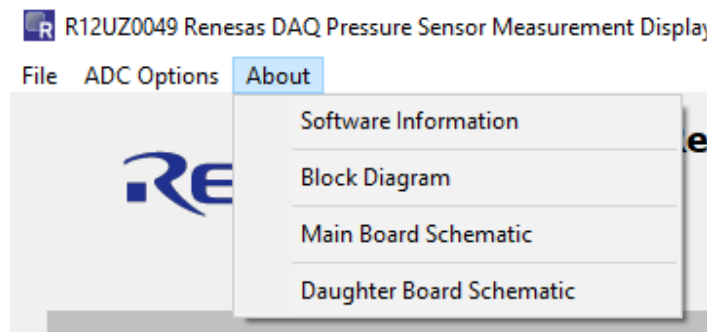 R12UZ0049 Renesas DAQ Pressure Sensor Measurement Display
File ADC Options About
Software Information
Block Diagram
Main Board Schematic
Daughter Board Schematic